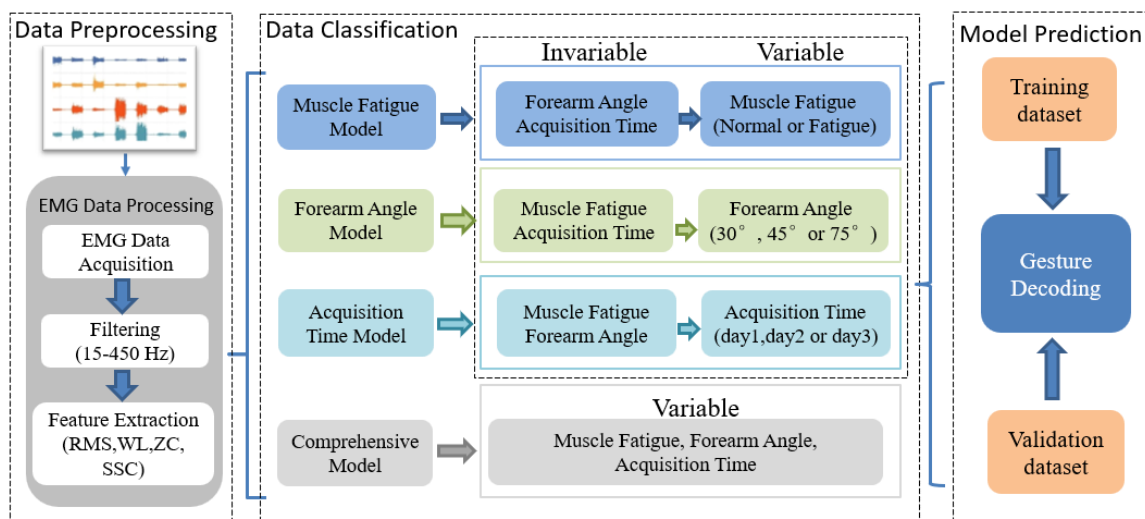 Data Preprocessing
EMG Data Processing
EMG Data
Acquisition
Filtering
(15-450 Hz)
Feature Extraction
(RMS,WL,ZC,
SSC)
Data Classification
Invariable
Variable
Muscle Fatigue
Model
Forearm Angle
Acquisition Time
Muscle Fatigue
(Normal or Fatigue)
Forearm Angle
Model
Muscle Fatigue
Acquisition Time
Forearm Angle
(30°, 45° or 75°)
Acquisition
Time Model
Muscle Fatigue
Forearm Angle
Acquisition Time
(day1,day2 or day3)
Variable
Comprehensive
Model
Muscle Fatigue, Forearm Angle,
Acquisition Time
Model Prediction
Training
dataset
Gesture
Decoding
Validation
dataset